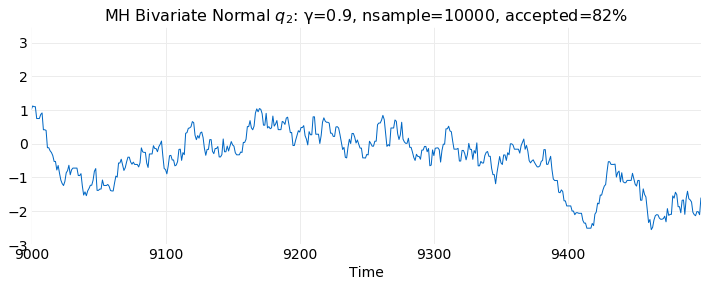 MH Bivariate Normal q₂: γ=0.9, nsample=10000, accepted=82%
3
2
1
0
−1
−2
−3
9000 9100 9200 9300 9400
Time